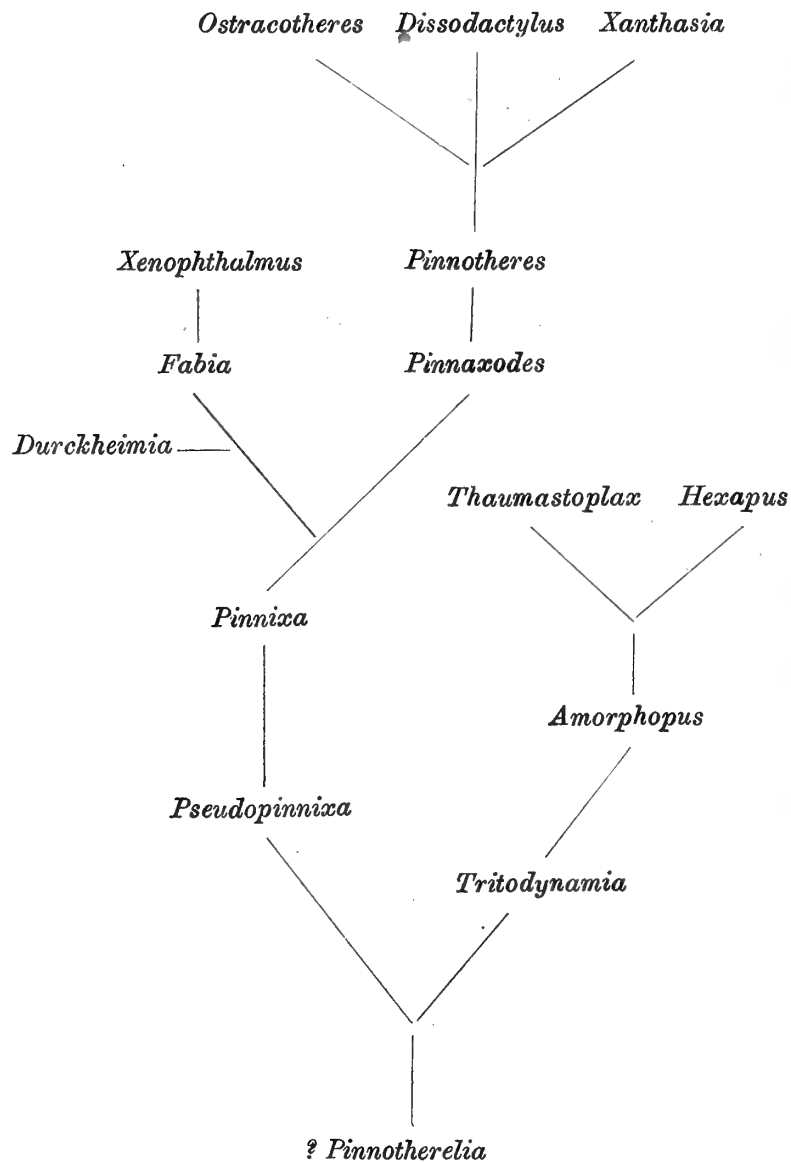 Ostracotheres Dissodactylus Xanthasia
Xenophthalmus Pinnotheres
Fabia Pinnaxodes
Durckheimia
Thaumastoplax Hexapus
Pinnixa
Amorphopus
Pseudopinnixa
Tritodynamia
? Pinnotherelia